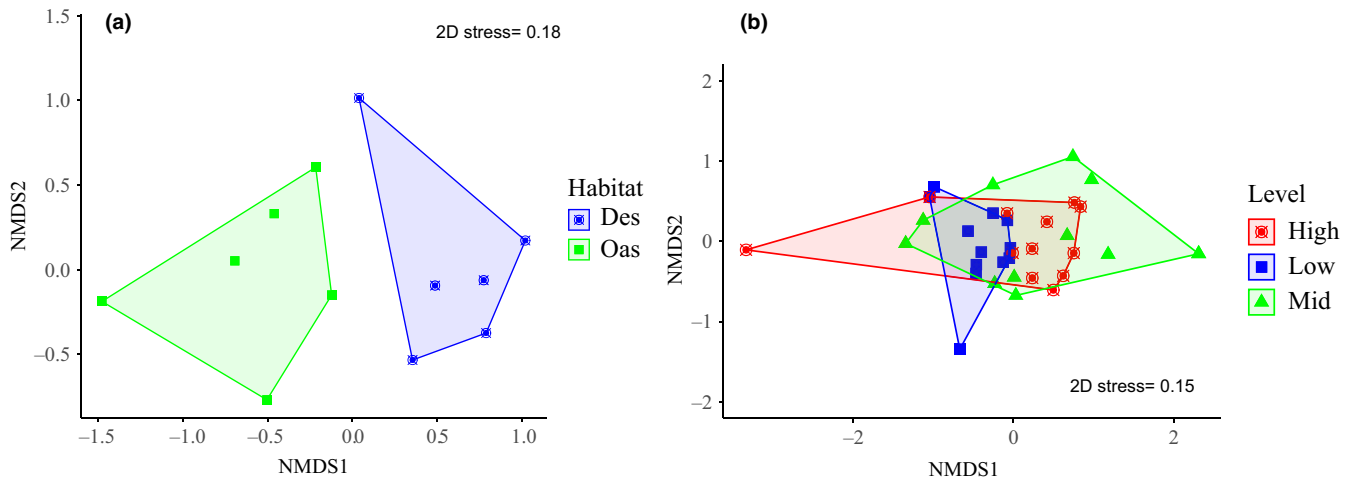 (a)
2D stress= 0.18
1.5
1.0
0.5
0.0
–0.5
NMDS2
–1.5
–1.0
–0.5
0.0
0.5
1.0
NMDS1
Habitat
Des
Oas
(b)
2
1
0
–1
–2
NMDS2
2D stress= 0.15
–2
0
2
NMDS1
Level
High
Low
Mid